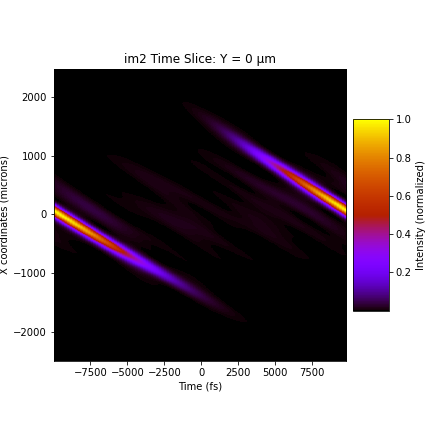 im2 Time Slice: Y = 0 µm
2000
1000
0
−1000
−2000
X coordinates (microns)
−7500 −5000 −2500 0 2500 5000 7500
Time (fs)
1.0
0.8
0.6
0.4
0.2
Intensity (normalized)